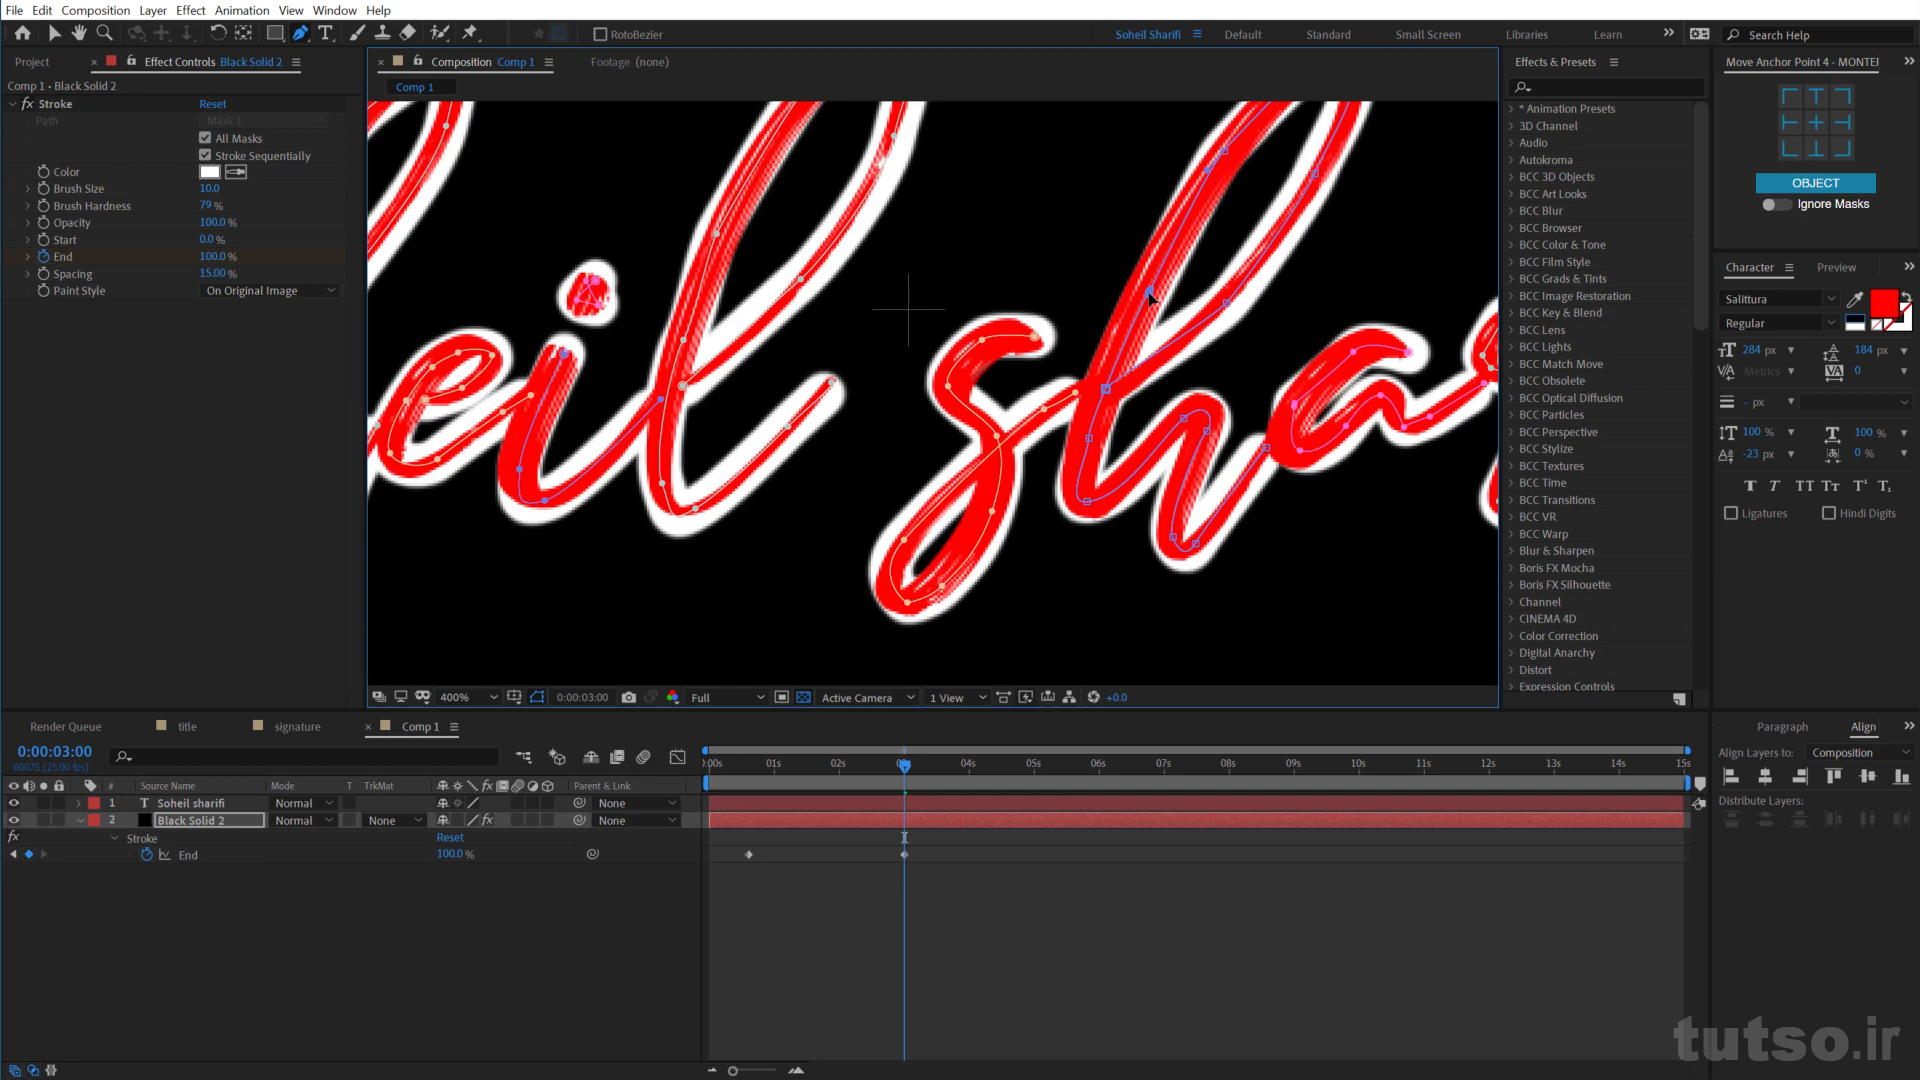 File Edit Composition Layer Effect Animation View Window Help
RotoBezier
Soheil Sharifi Default Standard Small Screen Libraries Learn Search Help
Project Effect Controls Black Solid 2
Comp 1 • Black Solid 2
fx Stroke Reset
Path Mask 1
All Masks
Stroke Sequentially
Color
Brush Size 10.0
Brush Hardness 79 %
Opacity 100.0 %
Start 0.0 %
End 100.0 %
Spacing 15.00 %
Paint Style On Original Image
Composition Comp 1
Footage (none)
Comp 1
eil sha
400% 0:00:03:00 Full Active Camera 1 View +0.0
Effects & Presets
* Animation Presets
3D Channel
Audio
Autokroma
BCC 3D Objects
BCC Art Looks
BCC Blur
BCC Browser
BCC Color & Tone
BCC Film Style
BCC Grads & Tints
BCC Image Restoration
BCC Key & Blend
BCC Lens
BCC Lights
BCC Match Move
BCC Obsolete
BCC Optical Diffusion
BCC Particles
BCC Perspective
BCC Stylize
BCC Textures
BCC Time
BCC Transitions
BCC VR
BCC Warp
Blur & Sharpen
Boris FX Mocha
Boris FX Silhouette
Channel
CINEMA 4D
Color Correction
Digital Anarchy
Distort
Expression Controls
Move Anchor Point 4 - MONTEI
OBJECT
Ignore Masks
Character Preview
Salittura
Regular
284 px 184 px
Metrics 0
- px
100 % 100 %
-23 px 0 %
T T TT Tт T¹ T₁
Ligatures Hindi Digits
Render Queue title signature Comp 1
0:00:03:00
00075 (25.00 fps)
# Source Name Mode T TrkMat Parent & Link
1 T Soheil sharifi Normal None
2 Black Solid 2 Normal None None
fx Stroke Reset
End 100.0 %
):00s 01s 02s 04s 05s 06s 07s 08s 09s 10s 11s 12s 13s 14s 15s
Paragraph Align
Align Layers to: Composition
Distribute Layers:
tutso.ir